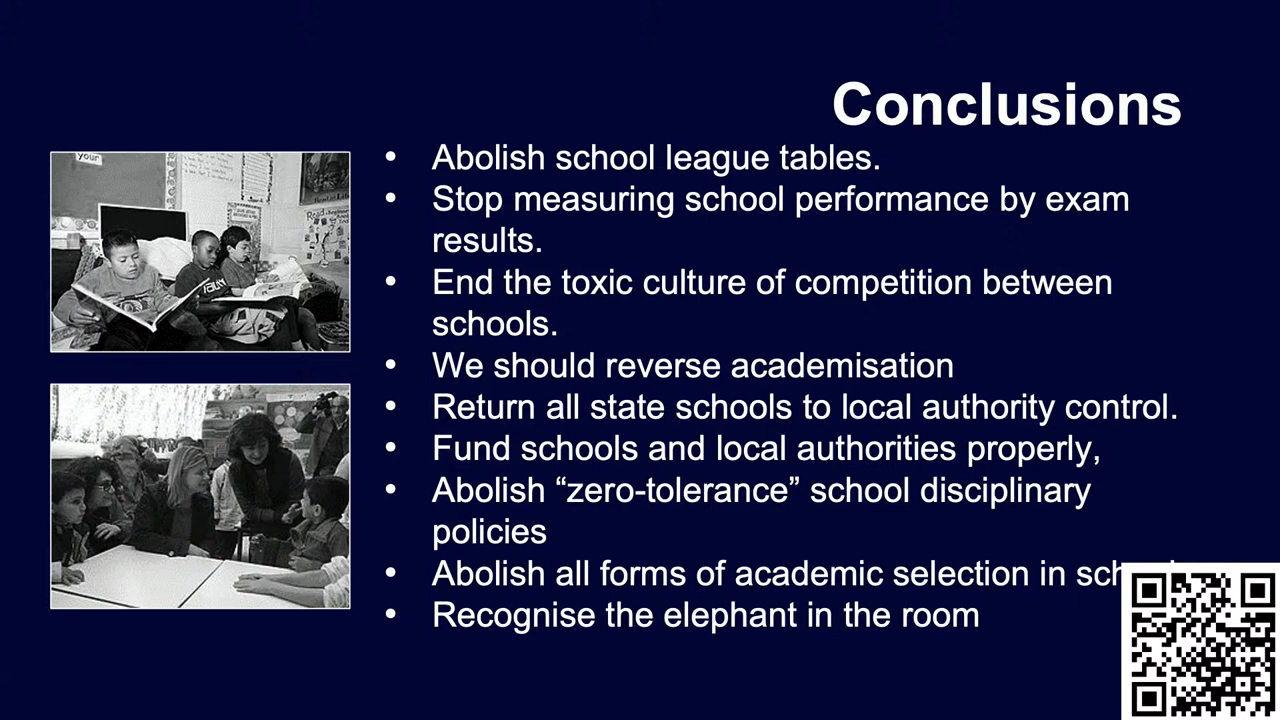 Conclusions
• Abolish school league tables.
• Stop measuring school performance by exam
results.
• End the toxic culture of competition between
schools.
• We should reverse academisation
• Return all state schools to local authority control.
• Fund schools and local authorities properly,
• Abolish “zero-tolerance” school disciplinary
policies
• Abolish all forms of academic selection in
• Recognise the elephant in the room
your